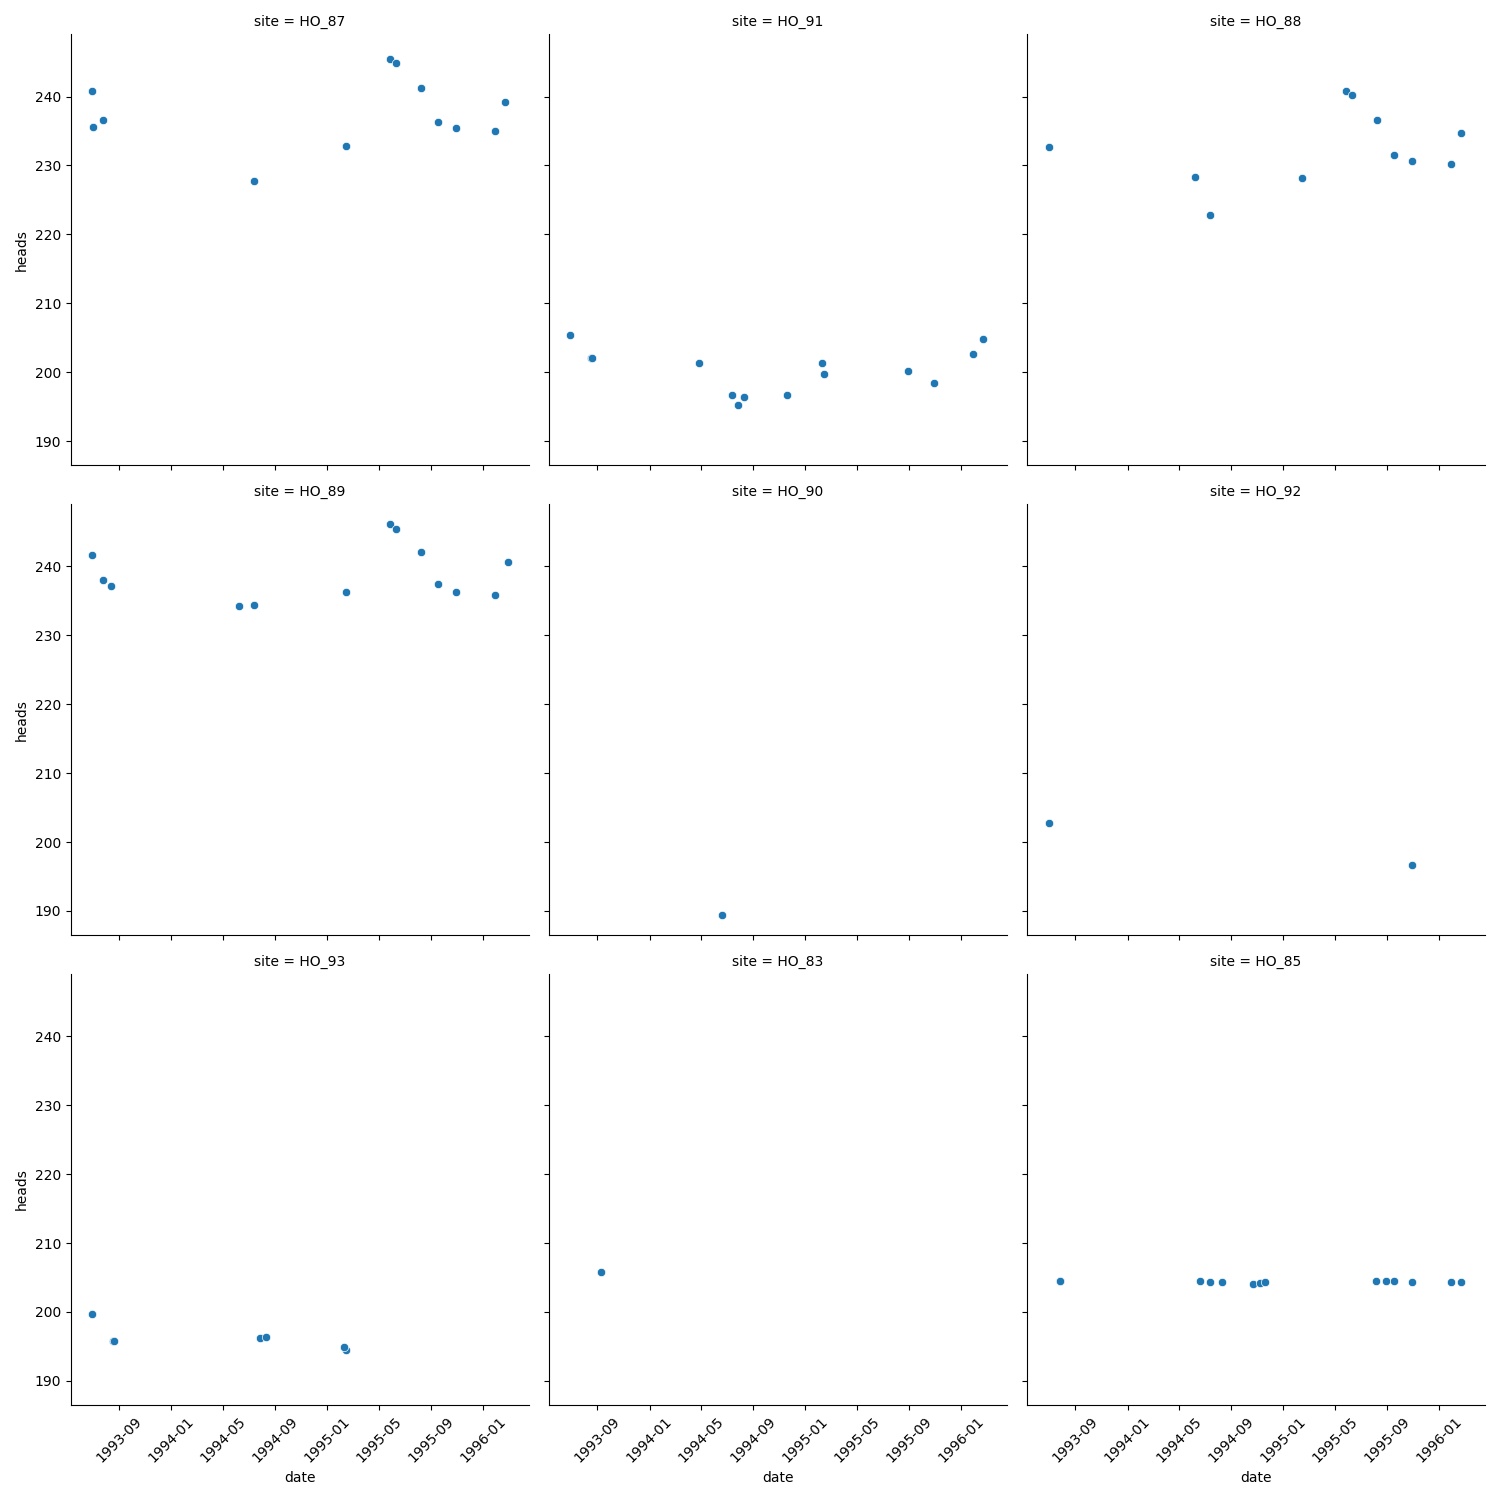 site = HO_87
site = HO_91
site = HO_88
240
230
220
210
200
190
heads
site = HO_89
site = HO_90
site = HO_92
240
230
220
210
200
190
heads
site = HO_93
site = HO_83
site = HO_85
240
230
220
210
200
190
heads
1993-09
1994-01
1994-05
1994-09
1995-01
1995-05
1995-09
1996-01
date
1993-09
1994-01
1994-05
1994-09
1995-01
1995-05
1995-09
1996-01
date
1993-09
1994-01
1994-05
1994-09
1995-01
1995-05
1995-09
1996-01
date